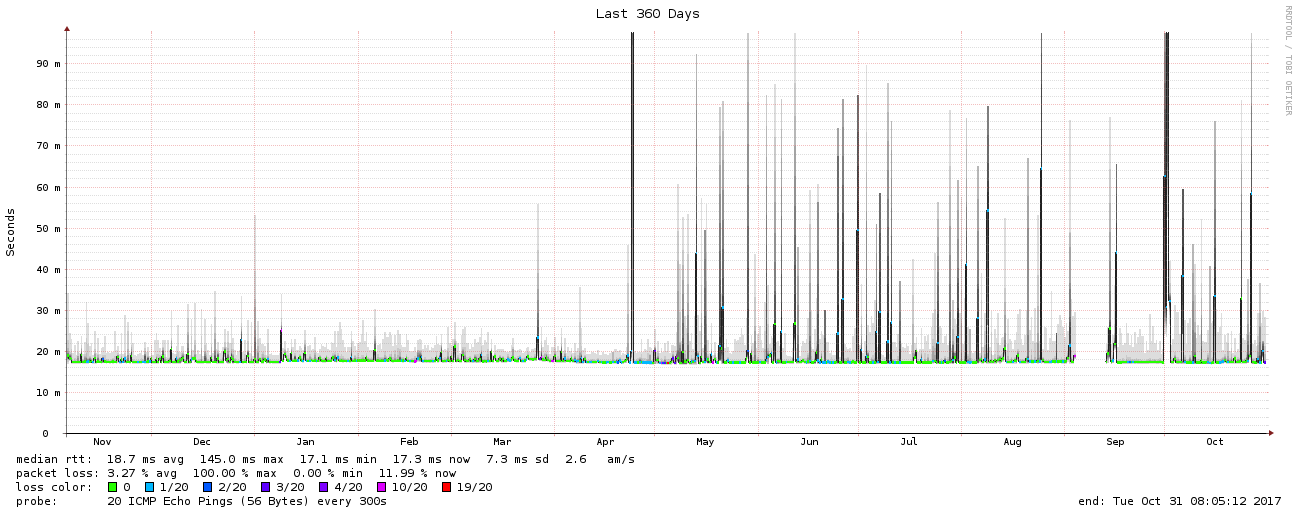 Last 360 Days
RRDTOOL / TOBI OETIKER
Seconds
90 m
80 m
70 m
60 m
50 m
40 m
30 m
20 m
10 m
0
Nov Dec Jan Feb Mar Apr May Jun Jul Aug Sep Oct
median rtt: 18.7 ms avg 145.0 ms max 17.1 ms min 17.3 ms now 7.3 ms sd 2.6 am/s
packet loss: 3.27 % avg 100.00 % max 0.00 % min 11.99 % now
loss color: 0 1/20 2/20 3/20 4/20 10/20 19/20
probe: 20 ICMP Echo Pings (56 Bytes) every 300s
end: Tue Oct 31 08:05:12 2017